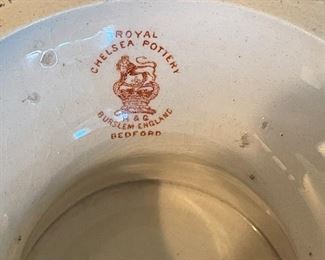 ROYAL
CHELSEA POTTERY
& G
BURSLEM ENGLAND
BEDFORD